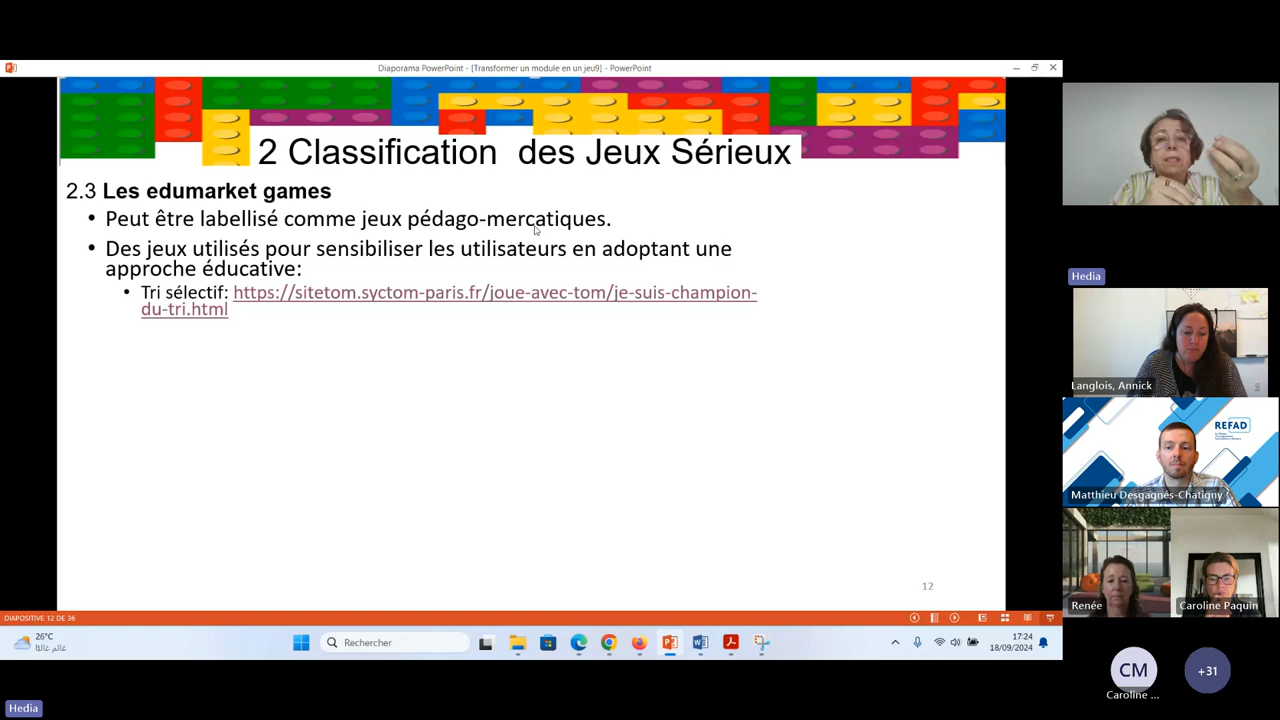 Diaporama PowerPoint - [Transformer un module en un jeu9] - PowerPoint
2 Classification des Jeux Sérieux
2.3 Les edumarket games
• Peut être labellisé comme jeux pédago-mercatiques.
• Des jeux utilisés pour sensibiliser les utilisateurs en adoptant une
approche éducative:
• Tri sélectif: https://sitetom.syctom-paris.fr/joue-avec-tom/je-suis-champion-
du-tri.html
12
DIAPOSITIVE 12 DE 36
26°C
غائم غالبًا
Rechercher
17:24
18/09/2024
Hedia
Hedia
Langlois, Annick
REFAD
Matthieu Desgagnés-Chatigny
Renée
Caroline Paquin
CM
Caroline ...
+31